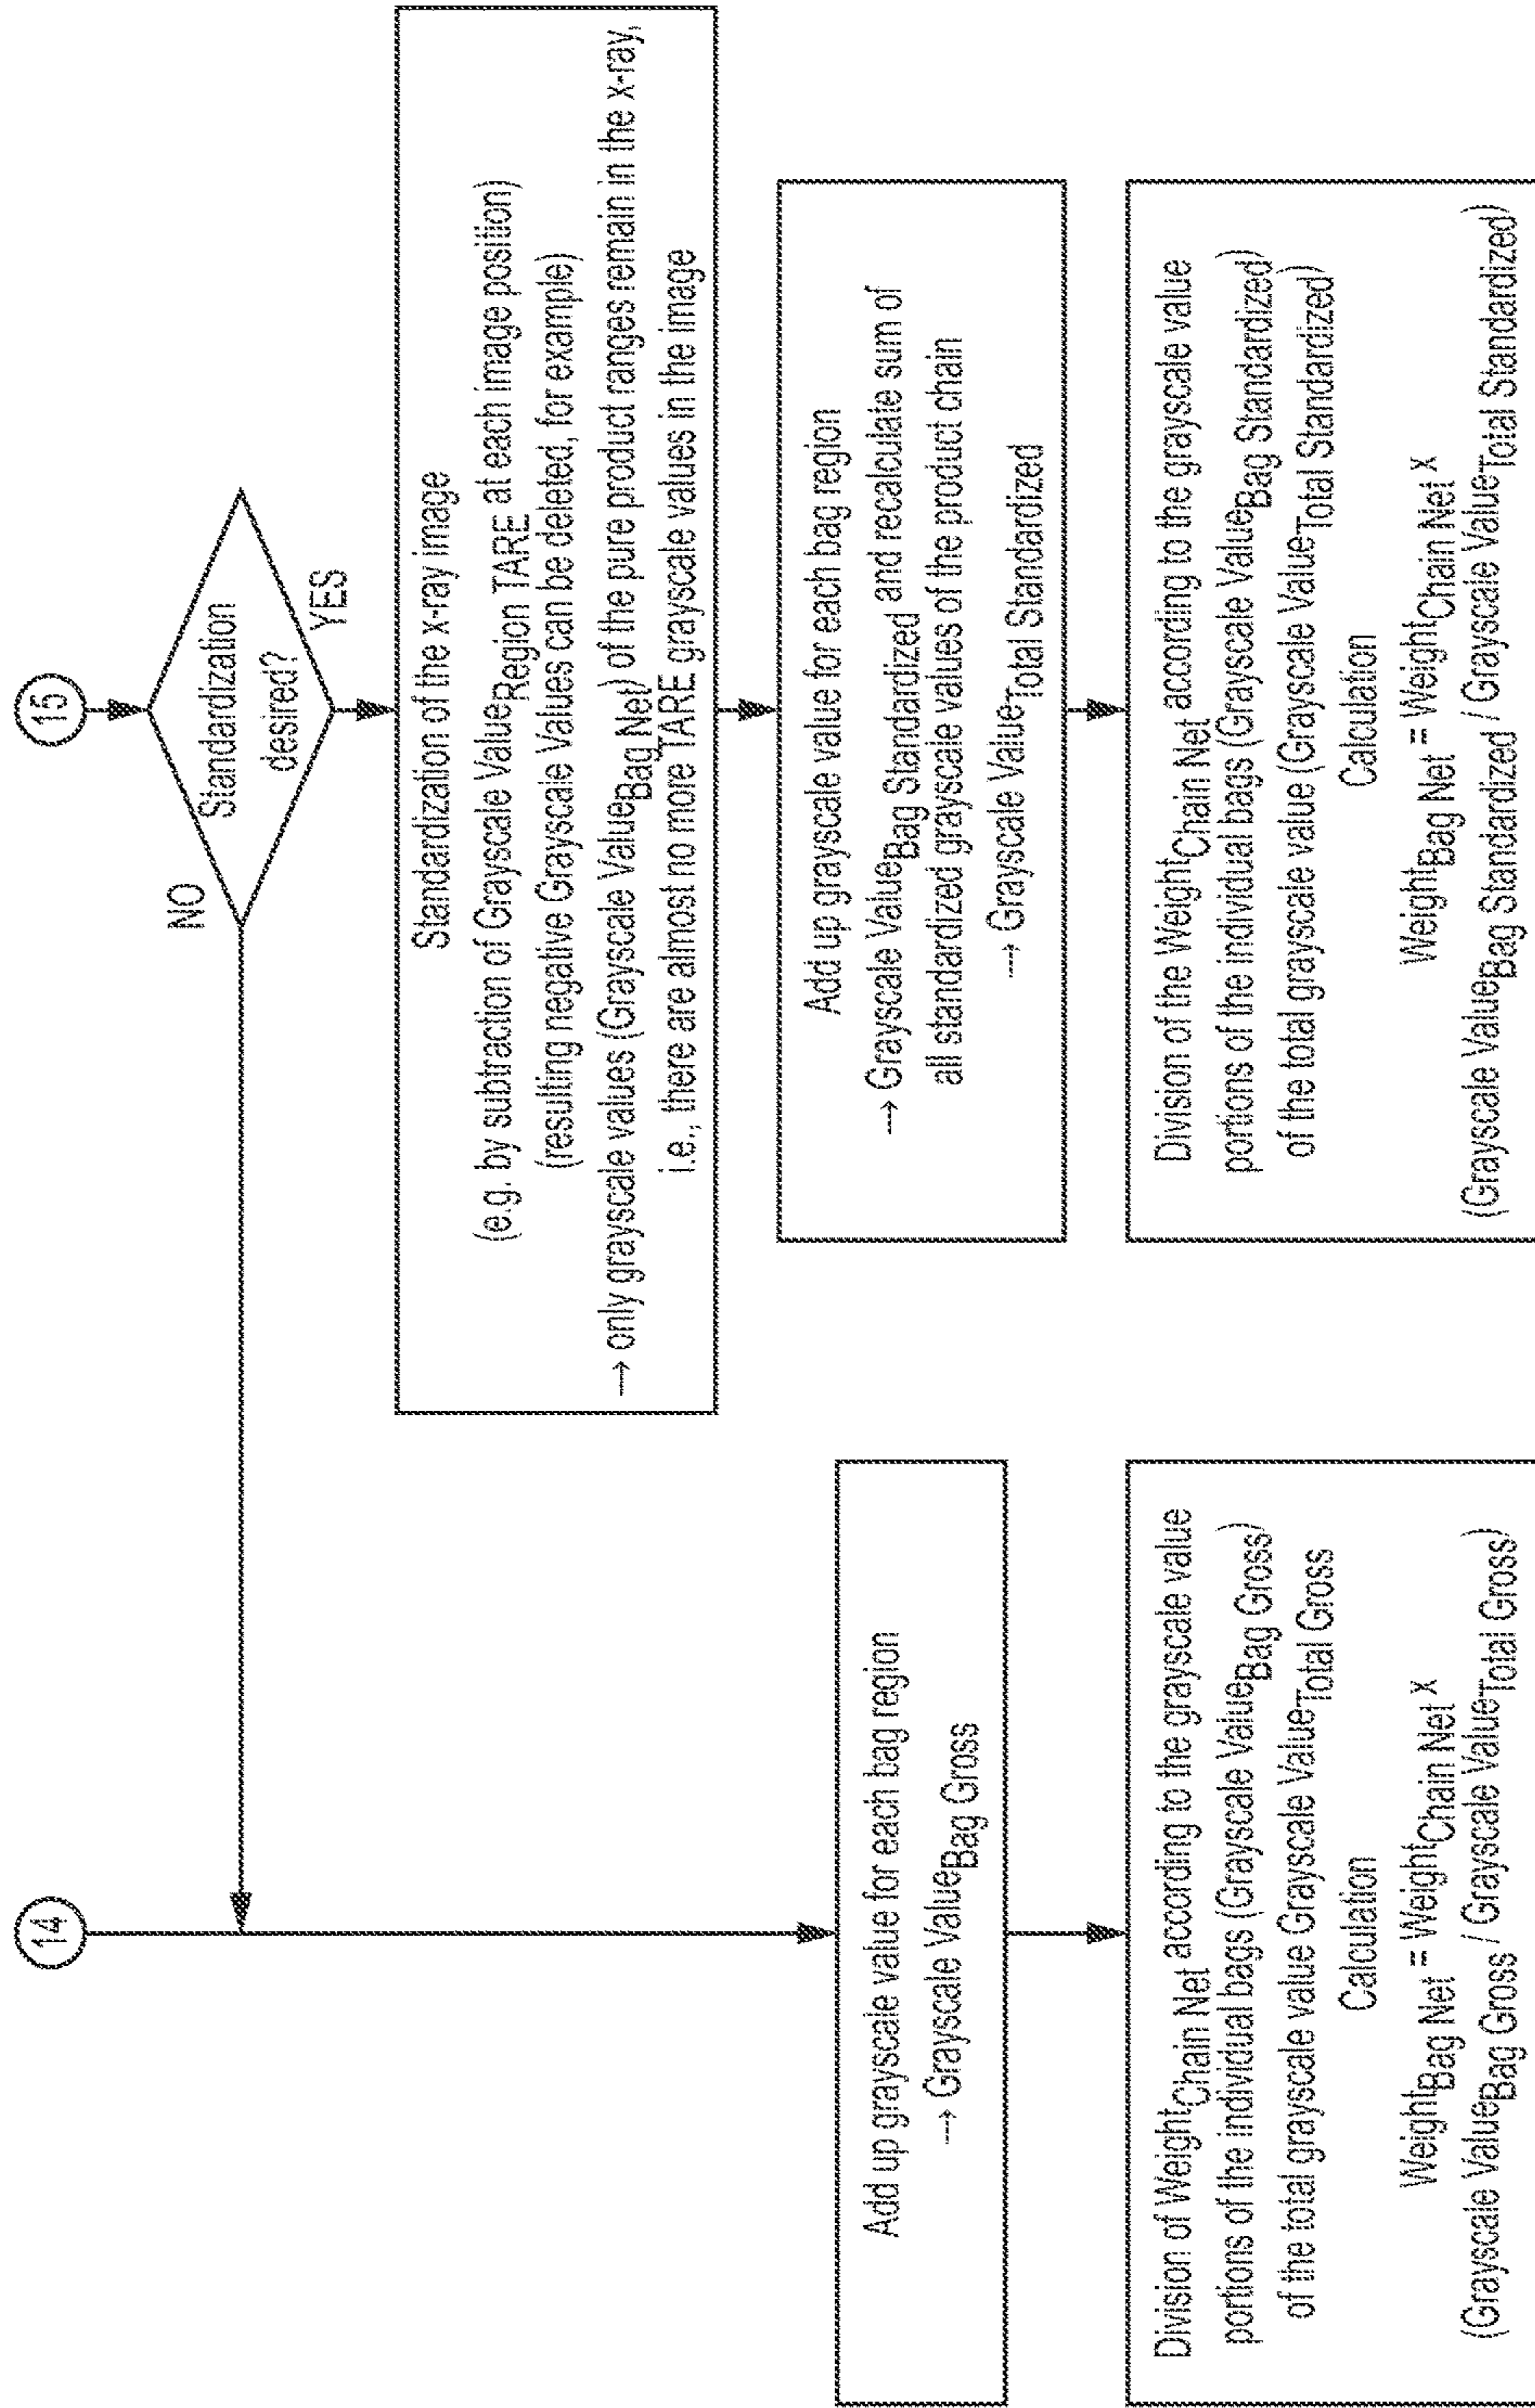 14
15
Standardization
desired?
NO
YES
Standardization of the x-ray image
(e.g. by subtraction of Grayscale ValueRegion TARE at each image position)
(resulting negative Grayscale Values can be deleted, for example)
→ only grayscale values (Grayscale ValueBag Net) of the pure product ranges remain in the x-ray,
i.e., there are almost no more TARE grayscale values in the image
Add up grayscale value for each bag region
→ Grayscale ValueBag Gross
Add up grayscale value for each bag region
→ Grayscale ValueBag Standardized and recalculate sum of
all standardized grayscale values of the product chain
→ Grayscale ValueTotal Standardized
Division of WeightChain Net according to the grayscale value
portions of the individual bags (Grayscale ValueBag Gross)
of the total grayscale value Grayscale ValueTotal Gross
Calculation
WeightBag Net = WeightChain Net x
(Grayscale ValueBag Gross / Grayscale ValueTotal Gross)
Division of the WeightChain Net according to the grayscale value
portions of the individual bags (Grayscale ValueBag Standardized)
of the total grayscale value (Grayscale ValueTotal Standardized)
Calculation
WeightBag Net = WeightChain Net x
(Grayscale ValueBag Standardized / Grayscale ValueTotal Standardized)